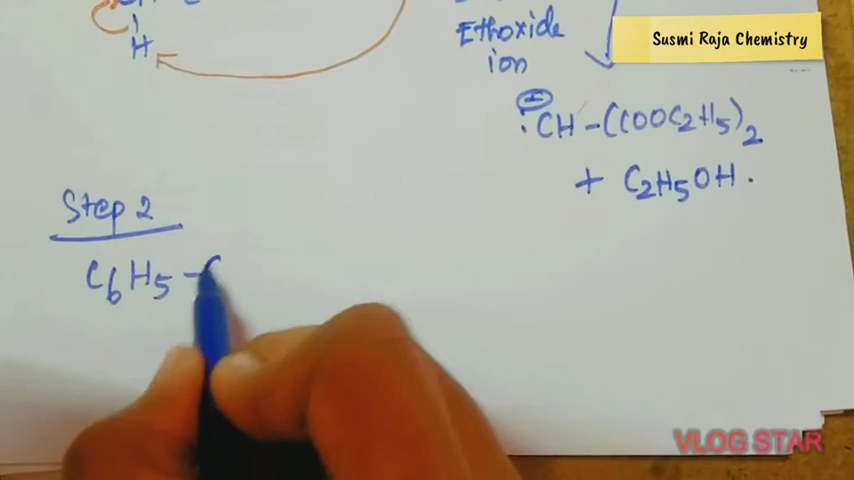 H
Ethoxide
ion
Susmi Raja Chemistry
:CH-(COOC2H5)2
+ C2H5OH.
Step 2
C6H5-C
VLOG STAR